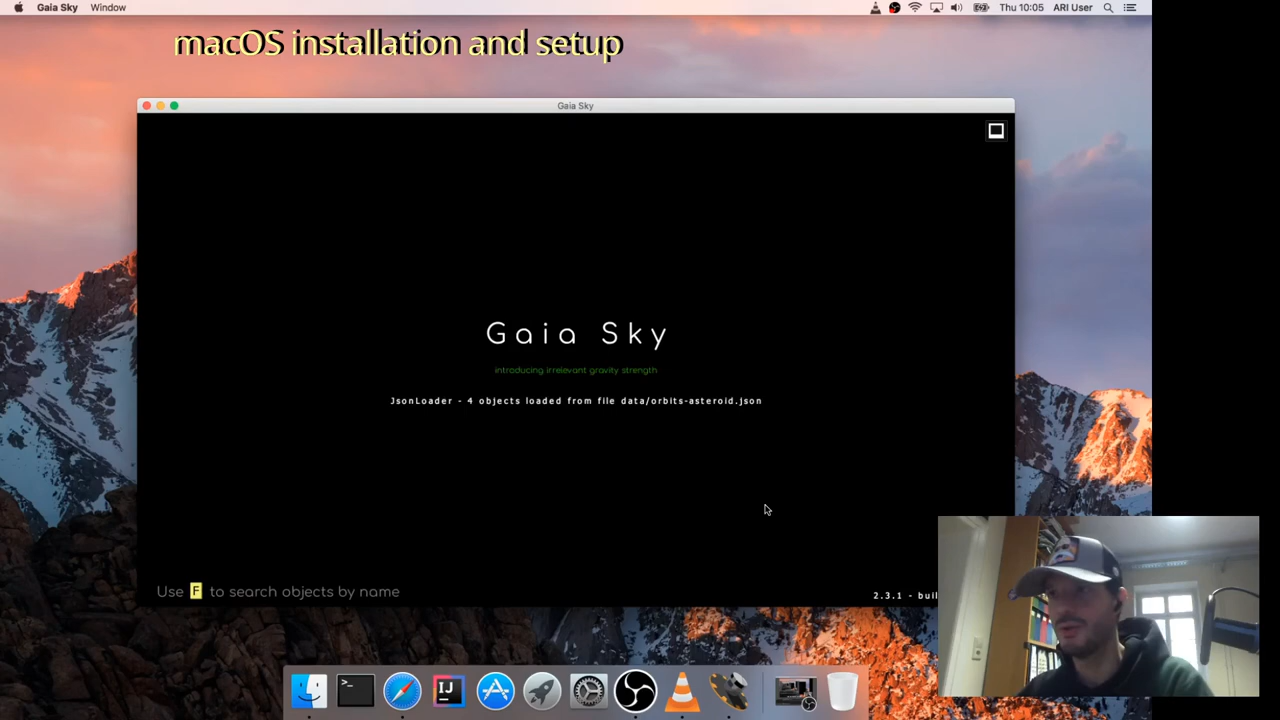 Gaia Sky Window Thu 10:05 ARI User
macOS installation and setup
Gaia Sky
Gaia Sky
introducing irrelevant gravity strength
JsonLoader - 4 objects loaded from file data/orbits-asteroid.json
Use F to search objects by name
2.3.1 - buil
>_
IJ